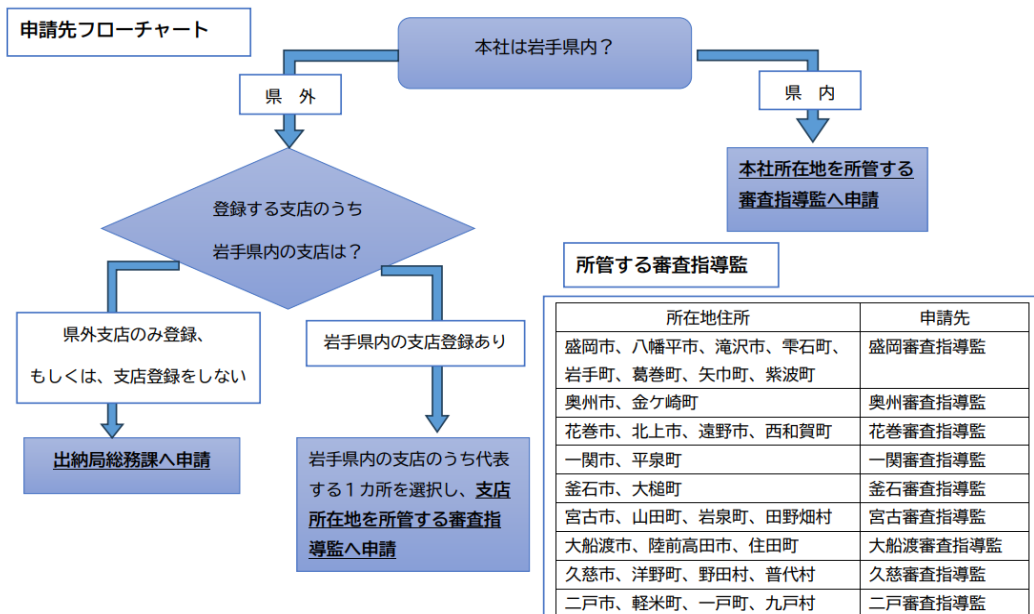 申請先フローチャート
本社は岩手県内？
県　外
県　内
本社所在地を所管する
審査指導監へ申請
登録する支店のうち
岩手県内の支店は？
県外支店のみ登録、
もしくは、支店登録をしない
岩手県内の支店登録あり
出納局総務課へ申請
岩手県内の支店のうち代表
する１カ所を選択し、支店
所在地を所管する審査指
導監へ申請
所管する審査指導監
所在地住所　申請先
盛岡市、八幡平市、滝沢市、雫石町、　盛岡審査指導監
岩手町、葛巻町、矢巾町、紫波町
奥州市、金ケ崎町　奥州審査指導監
花巻市、北上市、遠野市、西和賀町　花巻審査指導監
一関市、平泉町　一関審査指導監
釜石市、大槌町　釜石審査指導監
宮古市、山田町、岩泉町、田野畑村　宮古審査指導監
大船渡市、陸前高田市、住田町　大船渡審査指導監
久慈市、洋野町、野田村、普代村　久慈審査指導監
二戸市、軽米町、一戸町、九戸村　二戸審査指導監